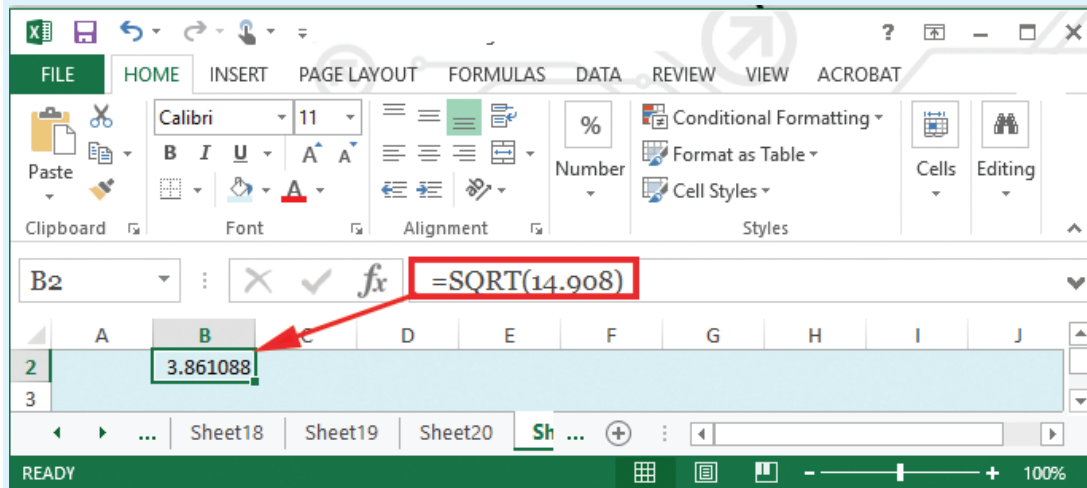 ?
FILE HOME INSERT PAGE LAYOUT FORMULAS DATA REVIEW VIEW ACROBAT
Calibri 11 % Conditional Formatting
Paste B I U A A Number Format as Table Cells Editing
A Cell Styles
Clipboard Font Alignment Styles
B2 fx =SQRT(14.908)
A B C D E F G H I J
2 3.861088
3
... Sheet18 Sheet19 Sheet20 Sh ...
READY 100%